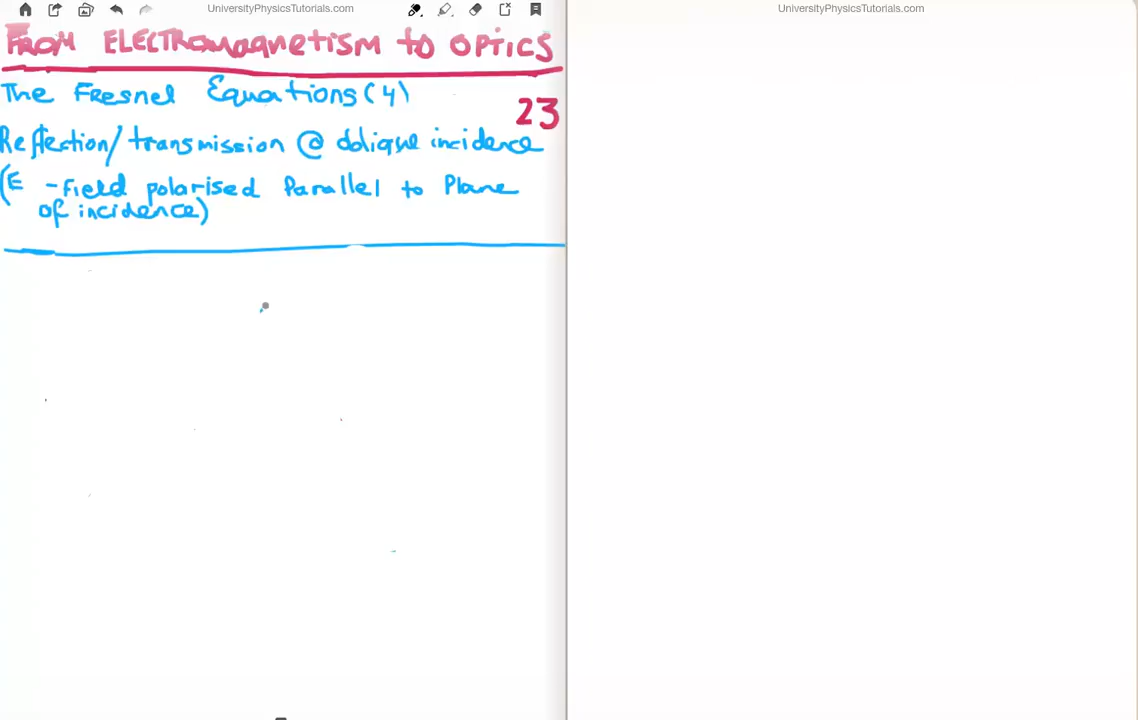 UniversityPhysicsTutorials.com
UniversityPhysicsTutorials.com
FROM ELECTROMAGNETISM to OPTICS
The Fresnel Equations (4)
23
Reflection/transmission @ oblique incidence
(E -field polarised Parallel to Plane
of incidence)